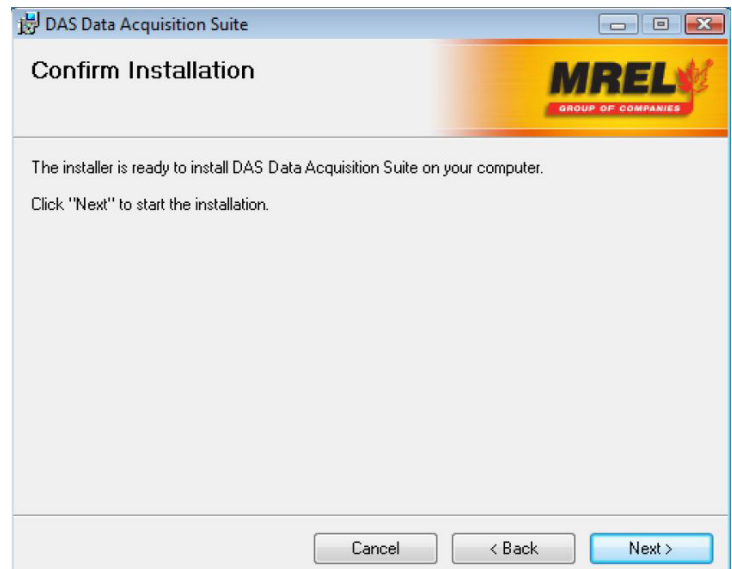 DAS Data Acquisition Suite
Confirm Installation
MREL
GROUP OF COMPANIES
The installer is ready to install DAS Data Acquisition Suite on your computer.
Click "Next" to start the installation.
Cancel
< Back
Next >